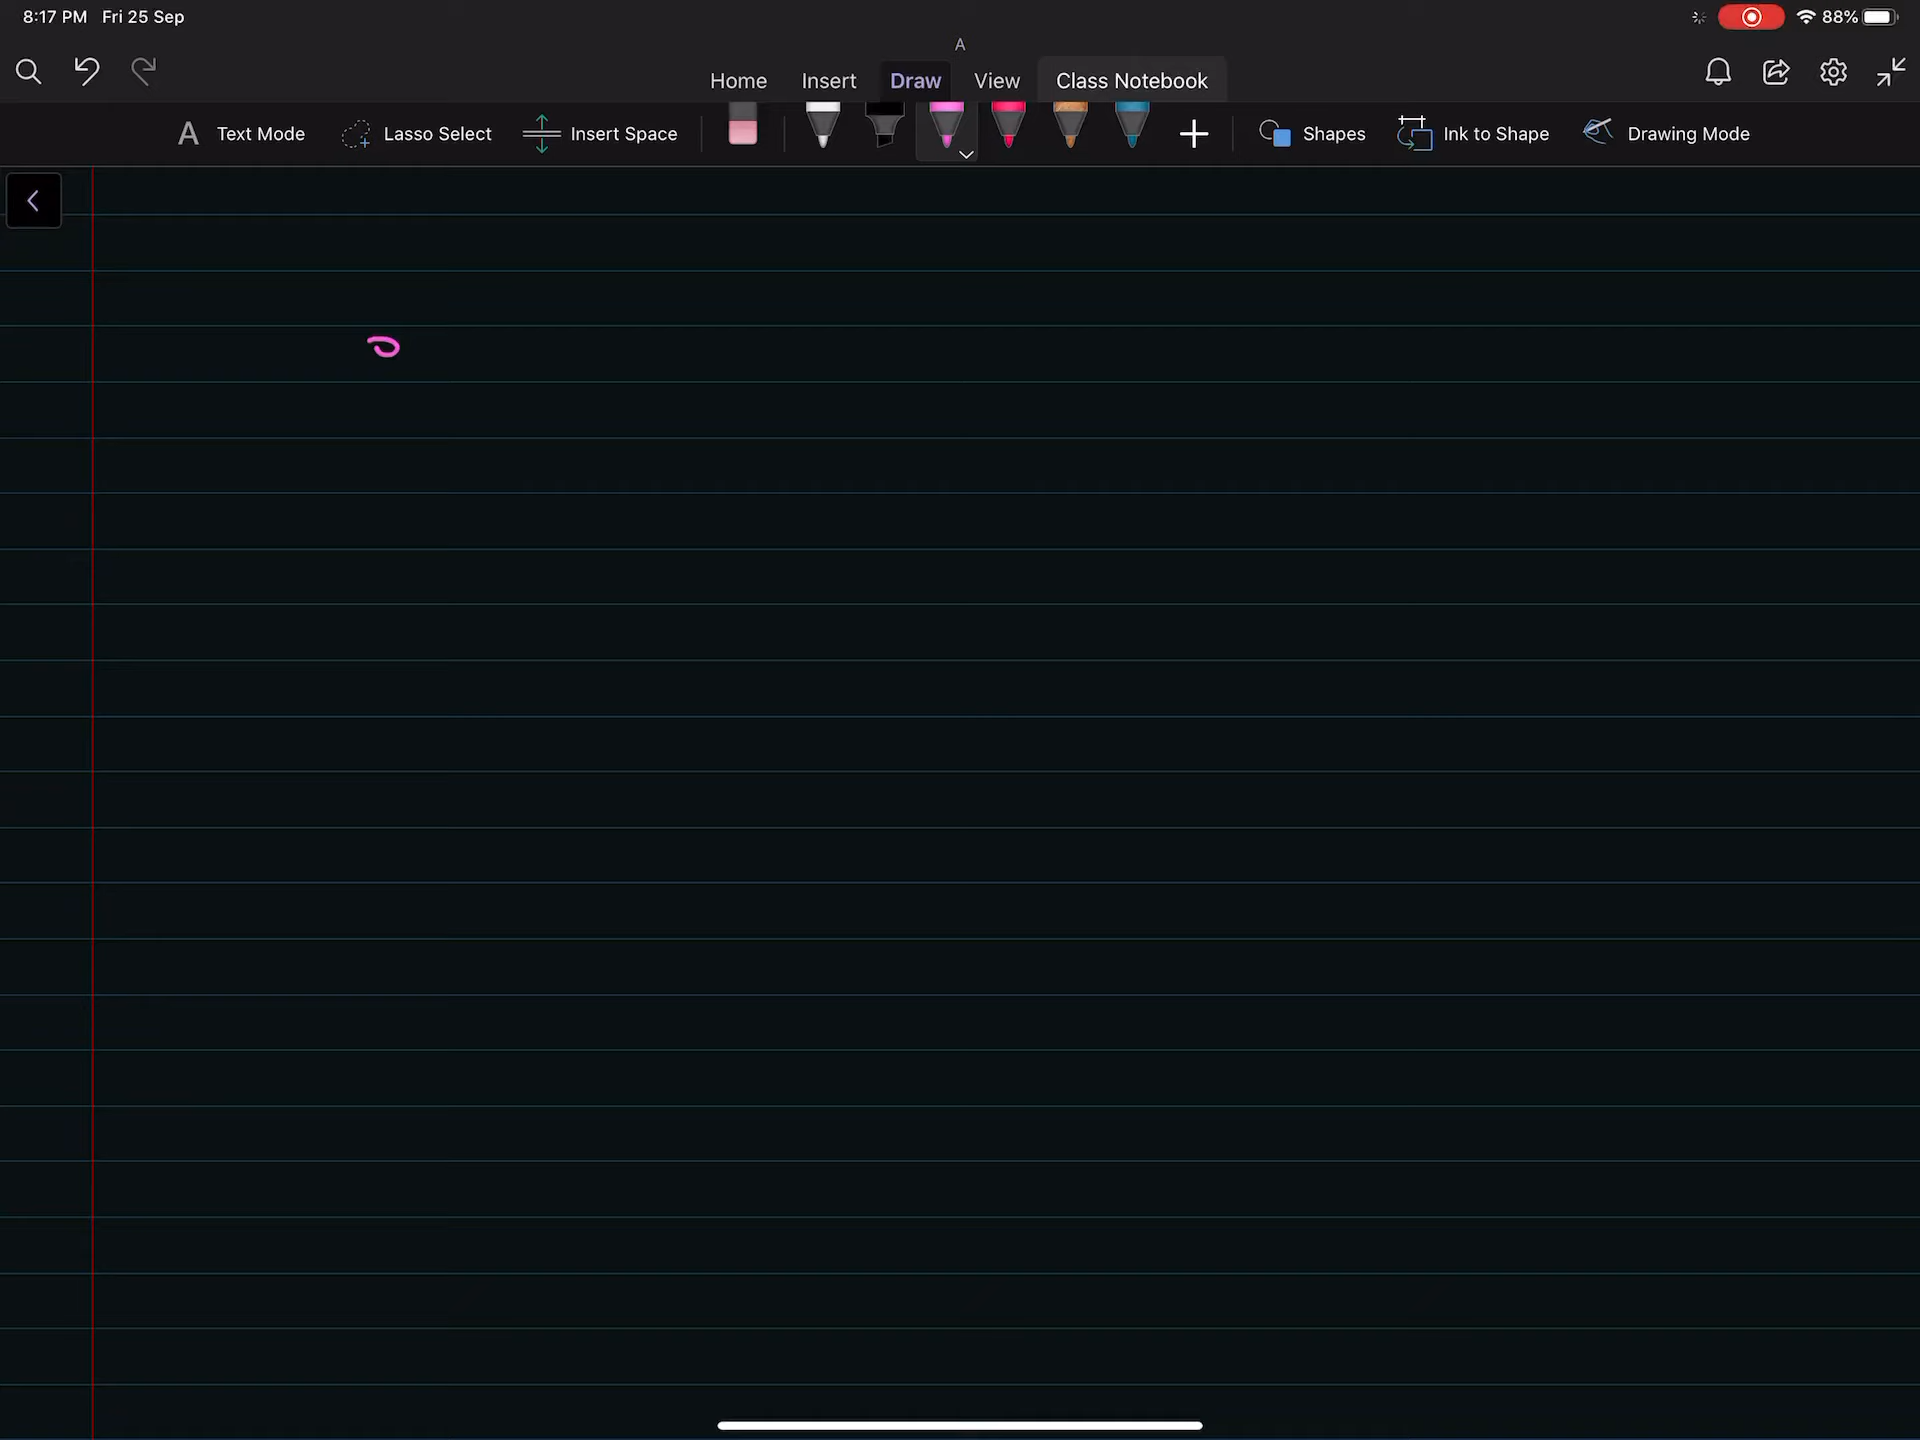 8:17 PM Fri 25 Sep 88%
A
Home Insert Draw View Class Notebook
A Text Mode Lasso Select Insert Space Shapes Ink to Shape Drawing Mode